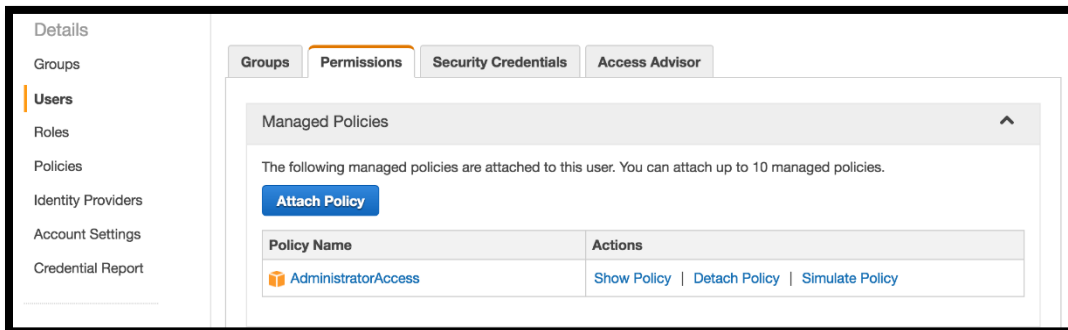 Details
Groups
Users
Roles
Policies
Identity Providers
Account Settings
Credential Report
Groups Permissions Security Credentials Access Advisor
Managed Policies
The following managed policies are attached to this user. You can attach up to 10 managed policies.
Attach Policy
Policy Name Actions
AdministratorAccess Show Policy | Detach Policy | Simulate Policy